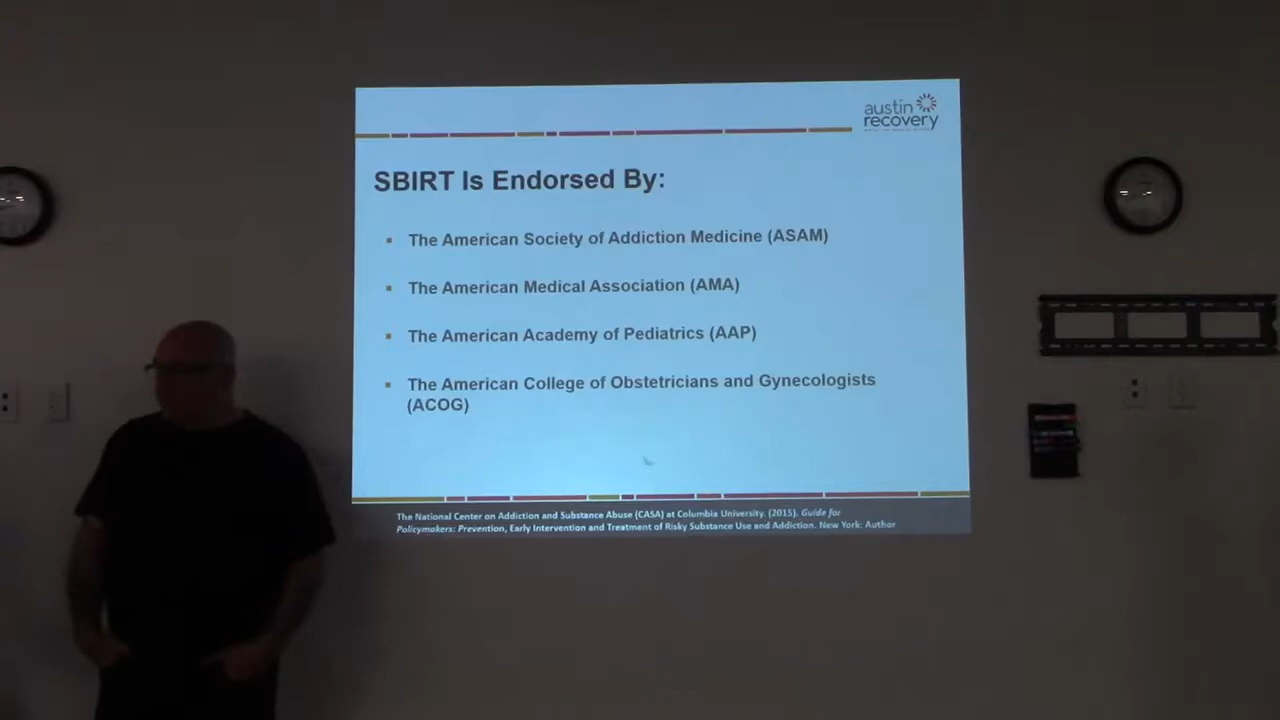 austin
recovery
SBIRT Is Endorsed By:
▪ The American Society of Addiction Medicine (ASAM)
▪ The American Medical Association (AMA)
▪ The American Academy of Pediatrics (AAP)
▪ The American College of Obstetricians and Gynecologists
(ACOG)
The National Center on Addiction and Substance Abuse (CASA) at Columbia University. (2015). Guide for
Policymakers: Prevention, Early Intervention and Treatment of Risky Substance Use and Addiction. New York: Author